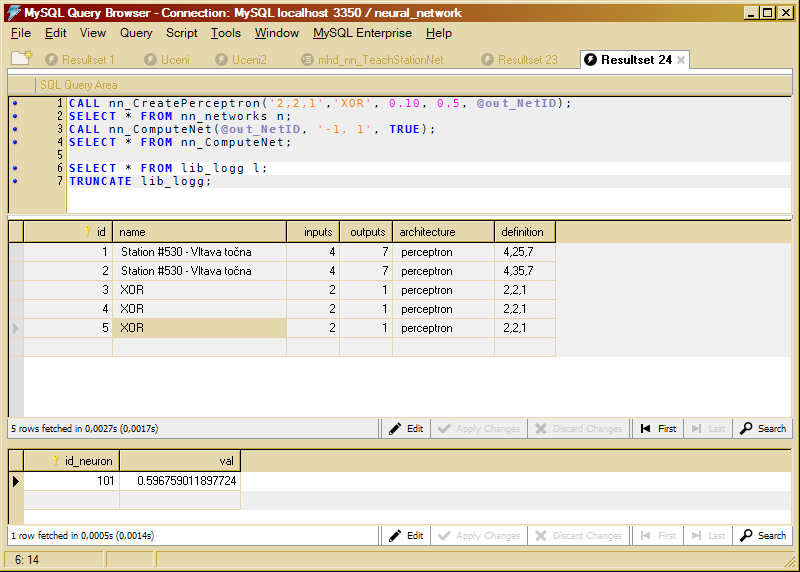 MySQL Query Browser - Connection: MySQL localhost 3350 / neural_network
File Edit View Query Script Tools Window MySQL Enterprise Help
Resultset 1 Uceni Uceni2 mhd_nn_TeachStationNet Resultset 23 Resultset 24
SQL Query Area
1 CALL nn_CreatePerceptron('2,2,1','XOR', 0.10, 0.5, @out_NetID);
2 SELECT * FROM nn_networks n;
3 CALL nn_ComputeNet(@out_NetID, '-1, 1', TRUE);
4 SELECT * FROM nn_ComputeNet;
5
6 SELECT * FROM lib_logg l;
7 TRUNCATE lib_logg;
id name inputs outputs architecture definition
1 Station #530 - Vltava točna 4 7 perceptron 4,25,7
2 Station #530 - Vltava točna 4 7 perceptron 4,35,7
3 XOR 2 1 perceptron 2,2,1
4 XOR 2 1 perceptron 2,2,1
5 XOR 2 1 perceptron 2,2,1
5 rows fetched in 0,0027s (0,0017s) Edit Apply Changes Discard Changes First Last Search
id_neuron val
101 0.596759011897724
1 row fetched in 0,0005s (0,0014s) Edit Apply Changes Discard Changes First Last Search
6: 14